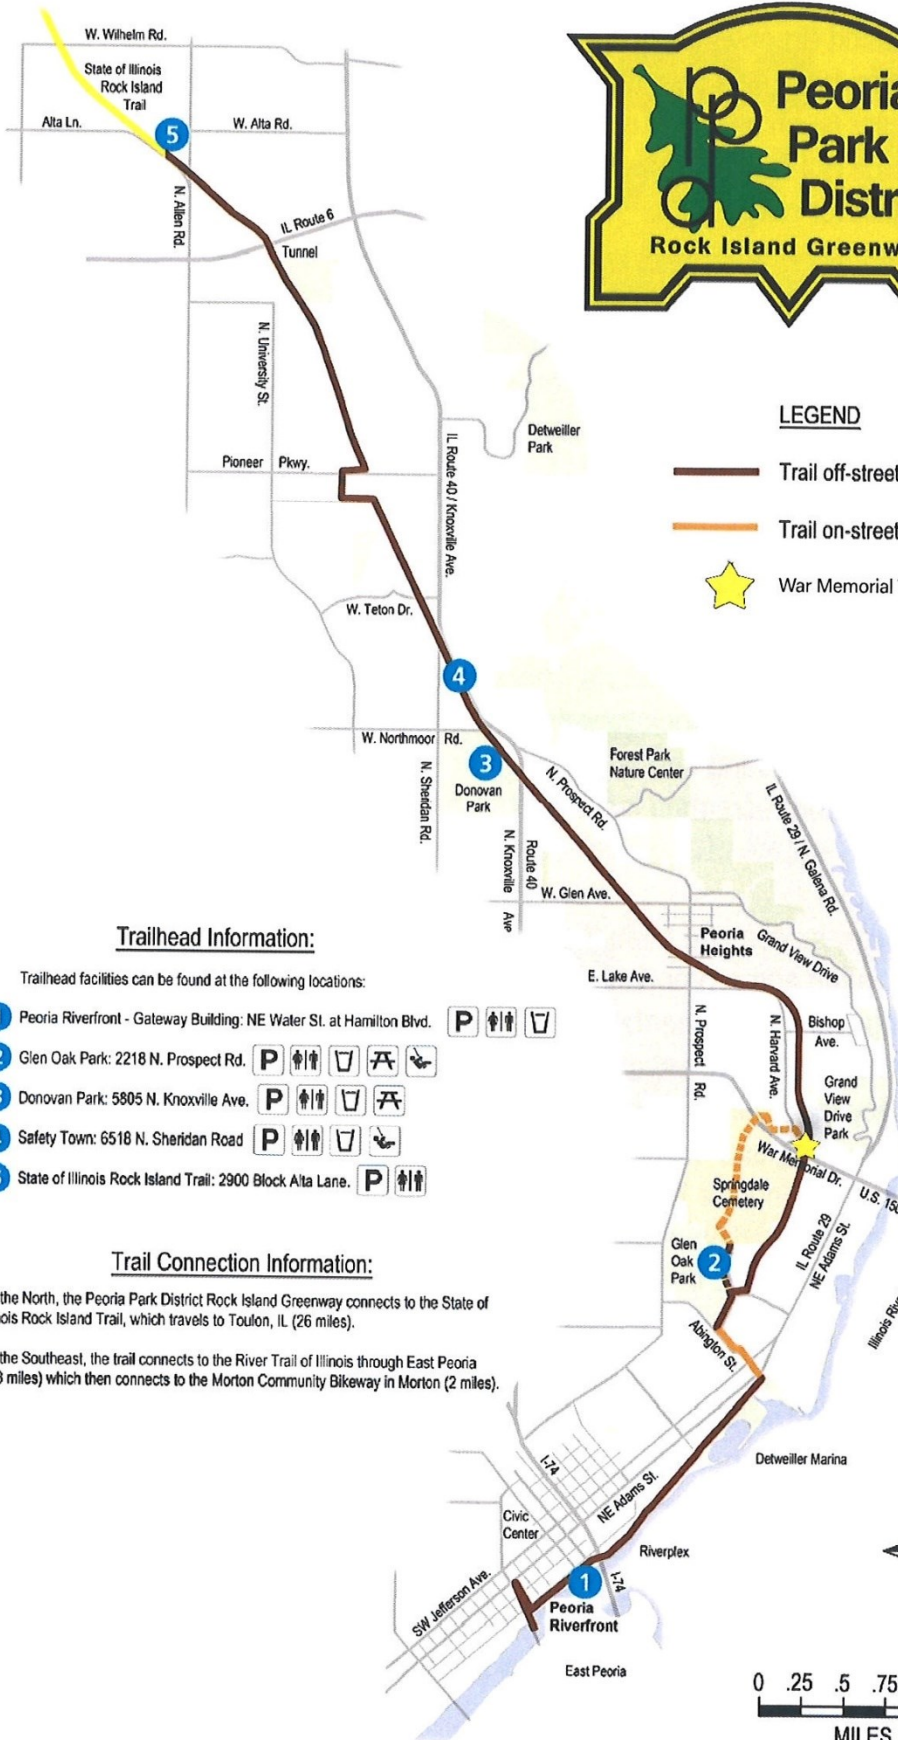 W. Wilhelm Rd.
State of Illinois
Rock Island
Trail
Alta Ln.
5
W. Alta Rd.
N. Allen Rd.
IL Route 6
Tunnel
Peoria
Park
Distr
Rock Island Greenw
N. University St.
IL Route 40 / Knoxville Ave.
Detweiller
Park
Pioneer Pkwy.
LEGEND
Trail off-street
Trail on-street
War Memorial
W. Teton Dr.
4
W. Northmoor Rd.
3
Donovan
Park
N. Sheridan Rd.
N. Prospect Rd.
Forest Park
Nature Center
IL Route 29 / N. Galena Rd.
N. Knoxville Ave
Route 40
W. Glen Ave.
Peoria
Heights
Grand View Drive
E. Lake Ave.
N. Prospect Rd.
N. Harvard Ave.
Bishop
Ave.
Grand
View
Drive
Park
War Memorial Dr.
U.S. 150
Springdale
Cemetery
IL Route 29
NE Adams St.
Glen
Oak
Park
2
Abington St.
Detweiller Marina
I-74
NE Adams St.
Civic
Center
Riverplex
SW Jefferson Ave.
1
I-74
Peoria
Riverfront
East Peoria
Trailhead Information:
Trailhead facilities can be found at the following locations:
Peoria Riverfront - Gateway Building: NE Water St. at Hamilton Blvd. P
2 Glen Oak Park: 2218 N. Prospect Rd. P
3 Donovan Park: 5805 N. Knoxville Ave. P
Safety Town: 6518 N. Sheridan Road P
State of Illinois Rock Island Trail: 2900 Block Alta Lane. P
Trail Connection Information:
the North, the Peoria Park District Rock Island Greenway connects to the State of
ois Rock Island Trail, which travels to Toulon, IL (26 miles).
the Southeast, the trail connects to the River Trail of Illinois through East Peoria
miles) which then connects to the Morton Community Bikeway in Morton (2 miles).
0 .25 .5 .75
MILES